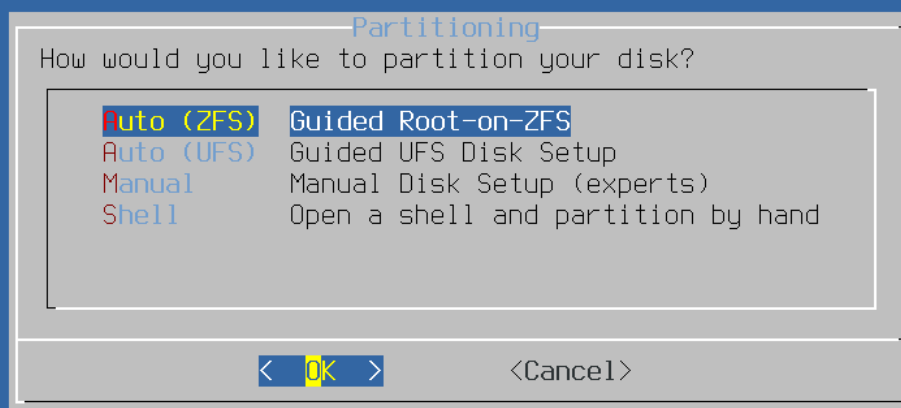 Partitioning
How would you like to partition your disk?
Auto (ZFS) Guided Root-on-ZFS
Auto (UFS) Guided UFS Disk Setup
Manual Manual Disk Setup (experts)
Shell Open a shell and partition by hand
< OK > <Cancel>